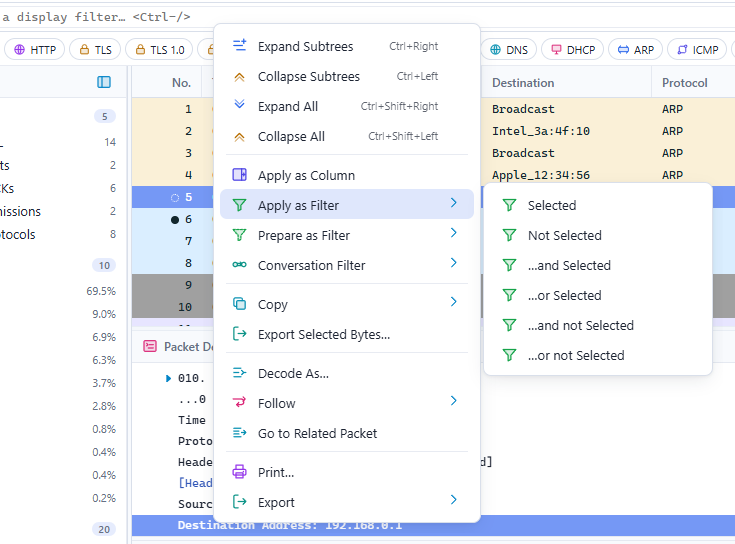 a display filter… <Ctrl-/>
HTTP TLS TLS 1.0 DNS DHCP ARP ICMP
No. Destination Protocol
5 1 Broadcast ARP
14 2 Intel_3a:4f:10 ARP
ts 2 3 Broadcast ARP
Ks 6 4 Apple_12:34:56 ARP
missions 2 5
tocols 8 6
7
10 8
69.5% 9
9.0% 10
6.9%
6.3%
3.7%
2.8%
0.8%
0.4%
0.4%
0.2%
20
Expand Subtrees Ctrl+Right
Collapse Subtrees Ctrl+Left
Expand All Ctrl+Shift+Right
Collapse All Ctrl+Shift+Left
Apply as Column
Apply as Filter
Prepare as Filter
Conversation Filter
Copy
Export Selected Bytes…
Decode As…
Follow
Go to Related Packet
Print…
Export
Selected
Not Selected
…and Selected
…or Selected
…and not Selected
…or not Selected
Packet De
010.
...0
Time
Proto
Heade d]
[Head
Sourc
Destination Address: 192.168.0.1